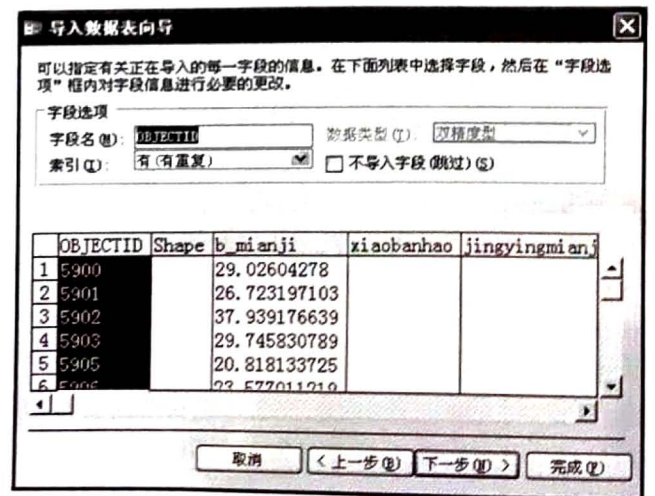 导入数据表向导
可以指定有关正在导入的每一字段的信息。在下面列表中选择字段，然后在“字段选
项”框内对字段信息进行必要的更改。
字段选项
字段名(M): OBJECTID 数据类型(T): 双精度型
索引(I): 有(有重复) 不导入字段(跳过)(S)
OBJECTID Shape b_mianji xiaobanhao jingyingmianj
1 5900 29.02604278
2 5901 26.723197103
3 5902 37.939176639
4 5903 29.745830789
5 5905 20.818133725
6 5906 23.577011219
取消 <上一步(B) 下一步(N) > 完成(F)